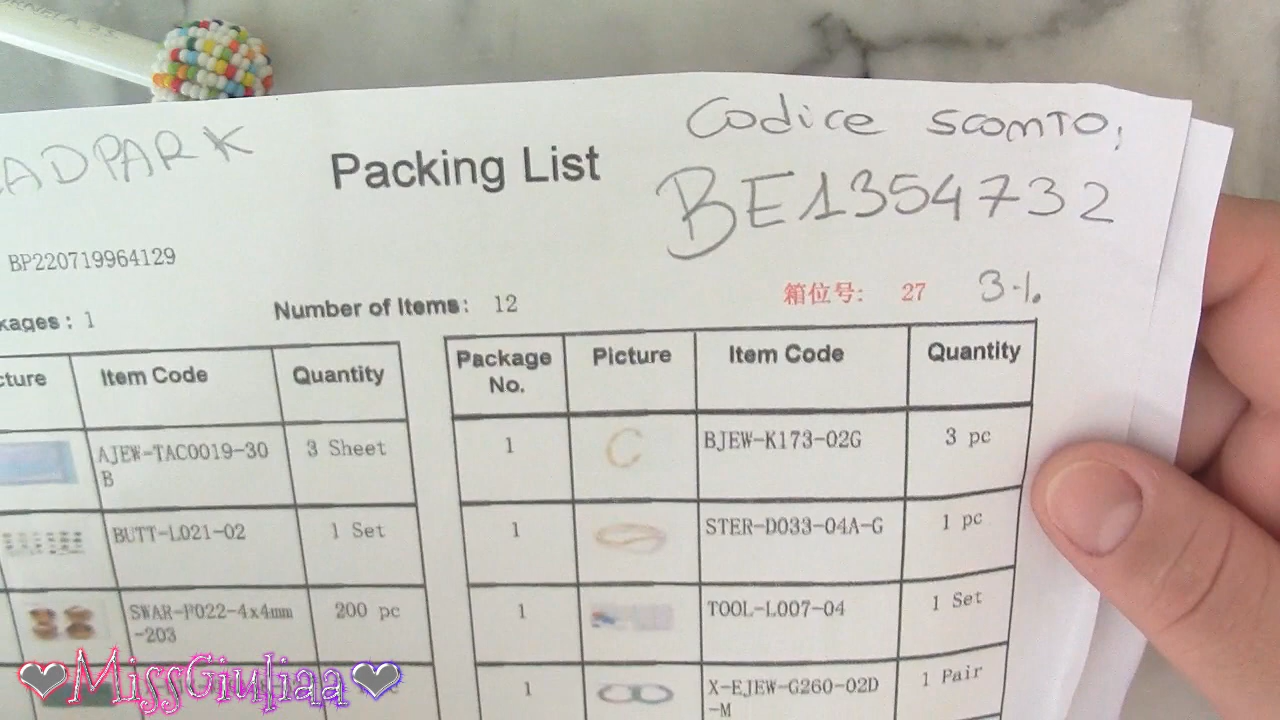 Codice sconto,
ADPARK
Packing List
BE1354732
BP220719964129
kages: 1
Number of Items: 12
箱位号: 27
3%
cture Item Code Quantity
AJEW-TAC0019-30
B
3 Sheet
BUTT-L021-02 1 Set
SWAR-F022-4x4mm
-203
200 pc
Package
No.
Picture Item Code Quantity
1 BJEW-K173-02G 3 pc
1 STER-D033-04A-G 1 pc
1 TOOL-L007-04 1 Set
1 X-EJEW-G260-02D
-M
1 Pair
MissGiuliaa